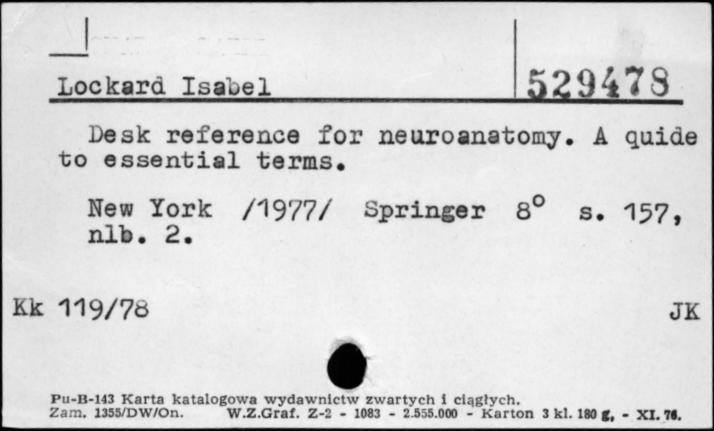 Lockard Isabel 529478
Desk reference for neuroanatomy. A quide
to essential terms.
New York /1977/ Springer 8° s. 157,
nlb. 2.
Kk 119/78 JK
Pu-B-143 Karta katalogowa wydawnictw zwartych i ciągłych.
Zam. 1355/DW/On. W.Z.Graf. Z-2 - 1083 - 2.555.000 - Karton 3 kl. 180 g, - XI. 76.